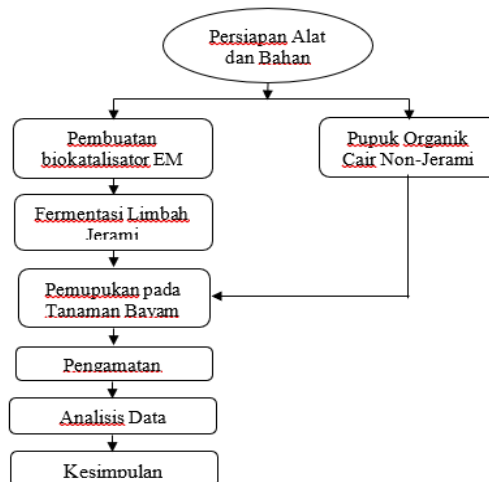 Persiapan Alat
dan Bahan
Pembuatan
biokatalisator EM
Pupuk Organik
Cair Non-Jerami
Fermentasi Limbah
Jerami
Pemupukan pada
Tanaman Bayam
Pengamatan
Analisis Data
Kesimpulan